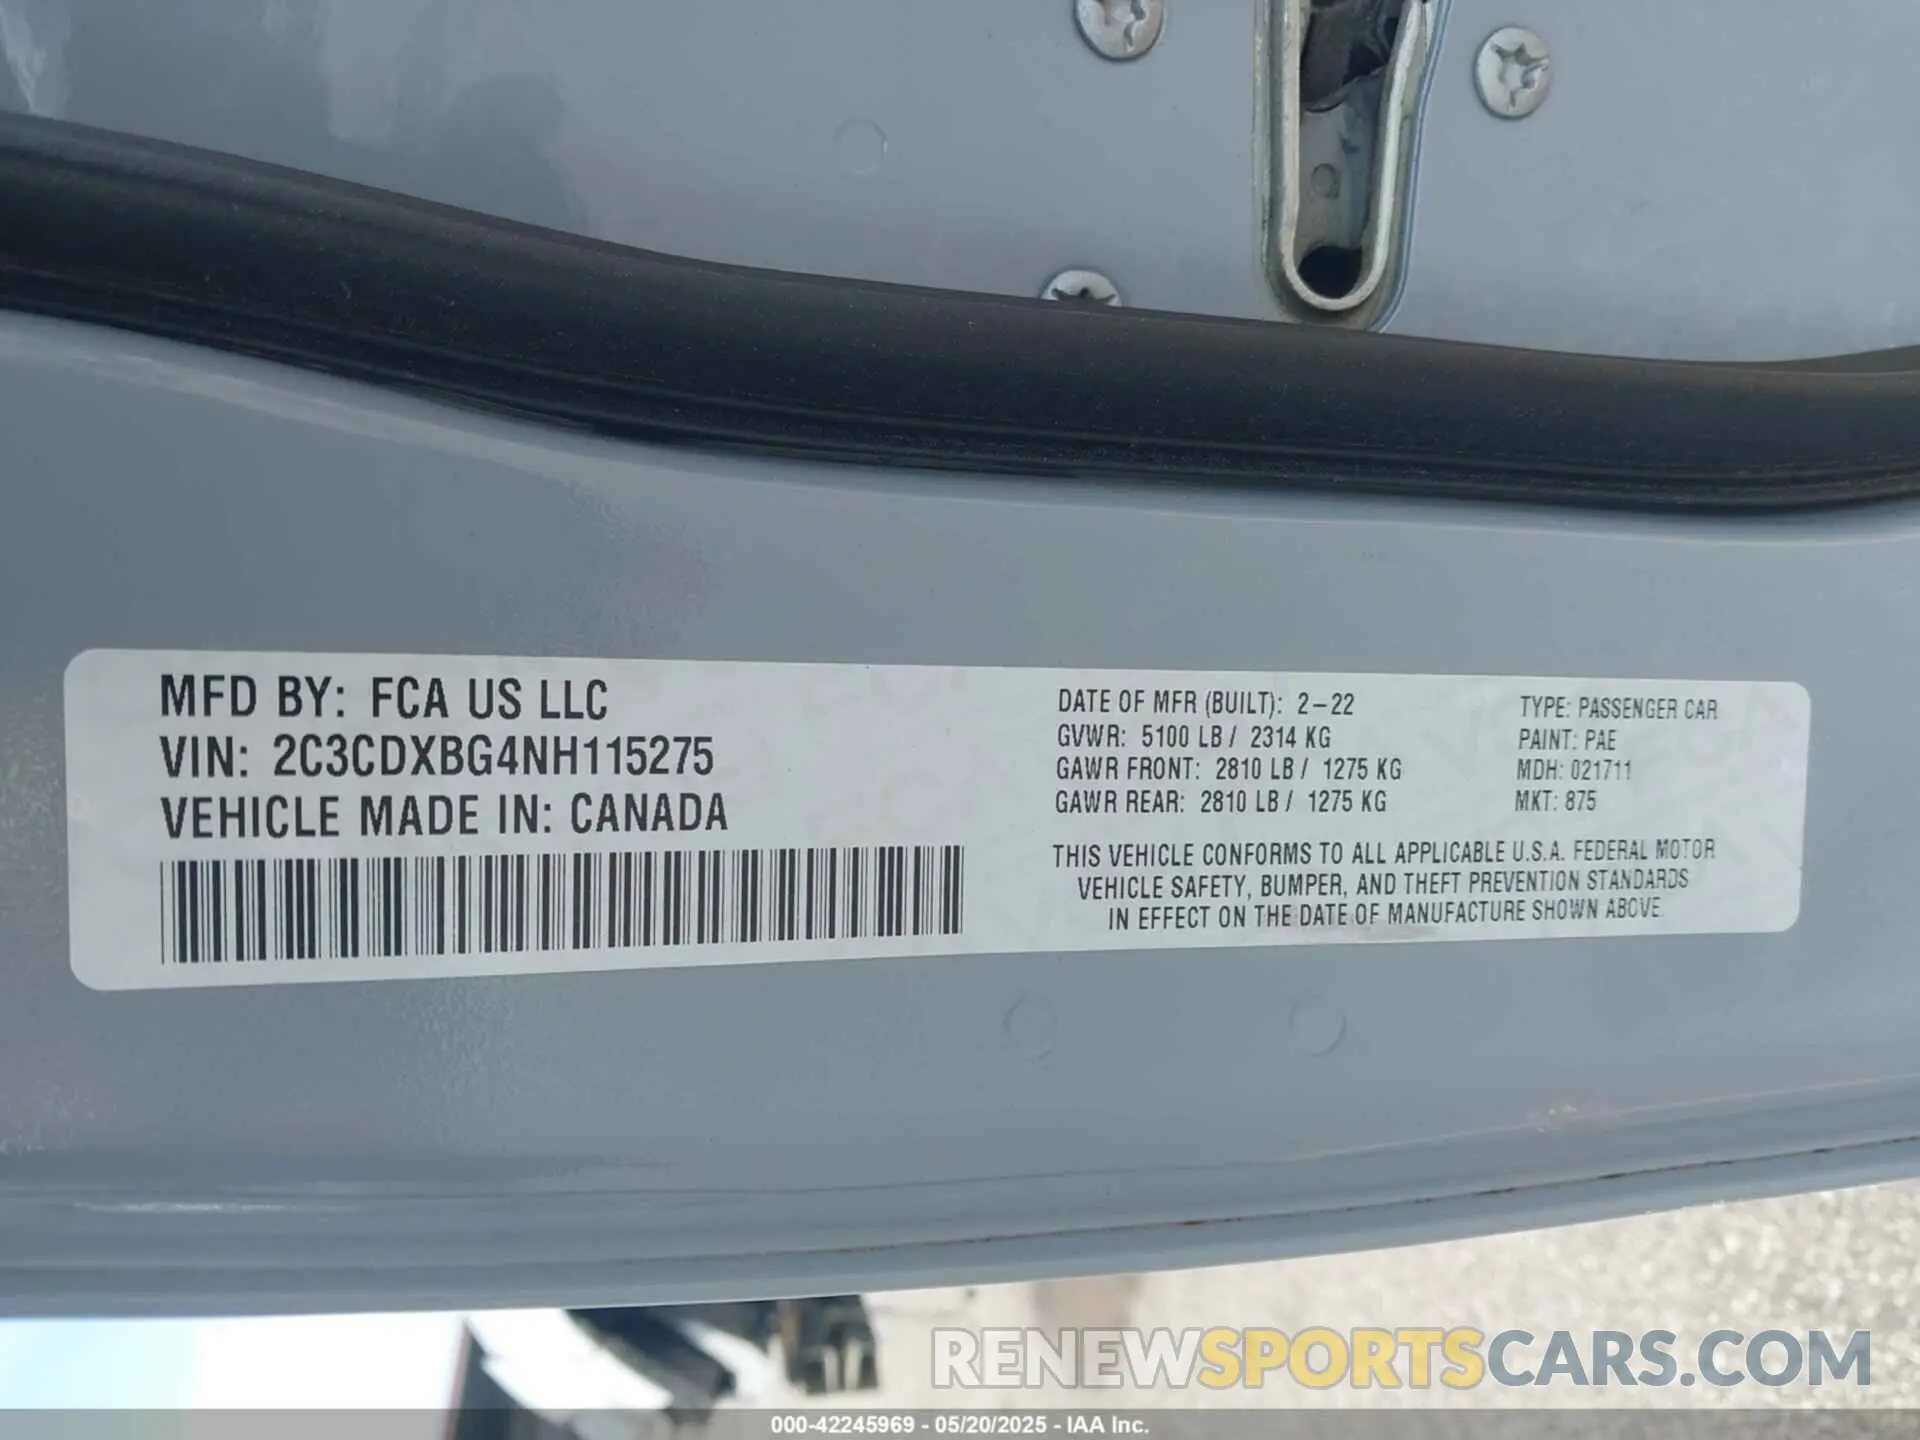 MFD BY: FCA US LLC
VIN: 2C3CDXBG4NH115275
VEHICLE MADE IN: CANADA
DATE OF MFR (BUILT): 2-22
GVWR: 5100 LB / 2314 KG
GAWR FRONT: 2810 LB / 1275 KG
GAWR REAR: 2810 LB / 1275 KG
TYPE: PASSENGER CAR
PAINT: PAE
MDH: 021711
MKT: 875
THIS VEHICLE CONFORMS TO ALL APPLICABLE U.S.A. FEDERAL MOTOR
VEHICLE SAFETY, BUMPER, AND THEFT PREVENTION STANDARDS
IN EFFECT ON THE DATE OF MANUFACTURE SHOWN ABOVE.
RENEWSPORTSCARS.COM
000-42245969 - 05/20/2025 - IAA Inc.